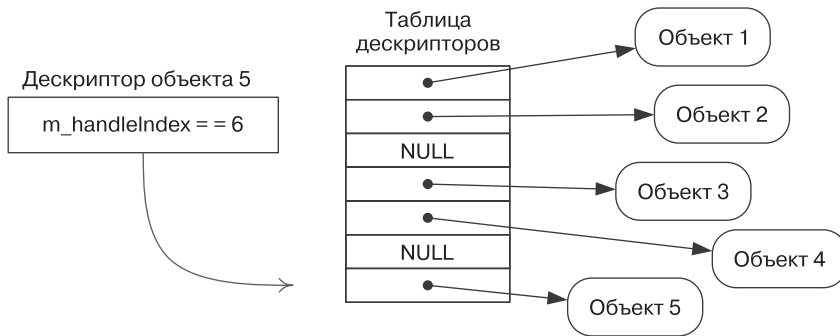 Таблица
дескрипторов
Дескриптор объекта 5
m_handleIndex = = 6
NULL
NULL
Объект 1
Объект 2
Объект 3
Объект 4
Объект 5